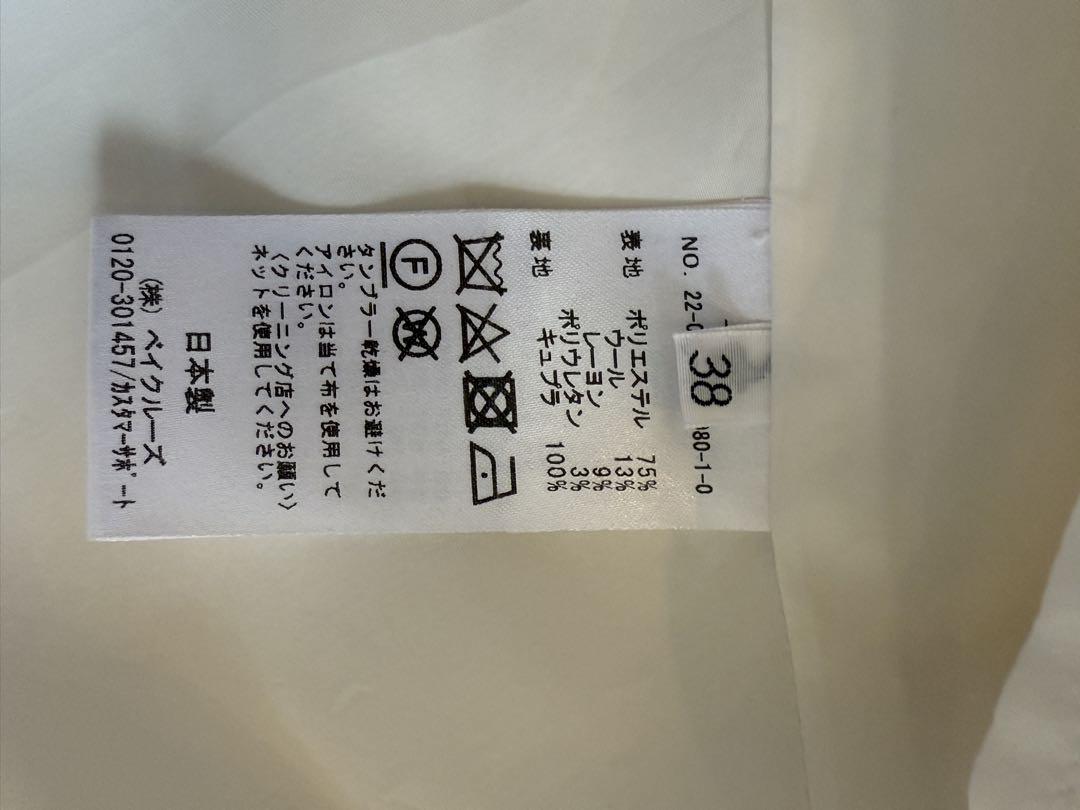 38
NO. 22-0
080-1-0
表地 ポリエステル 75%
ウール 13%
レーヨン 9%
ポリウレタン 3%
裏地 キュプラ 100%
F
W
タンブラー乾燥はお避けくだ
さい。
アイロンは当て布を使用して
ください。
〈クリーニング店へのお願い〉
ネットを使用してください。
日本製
(株) ベイクルーズ
0120-301457/カスタマーサポート